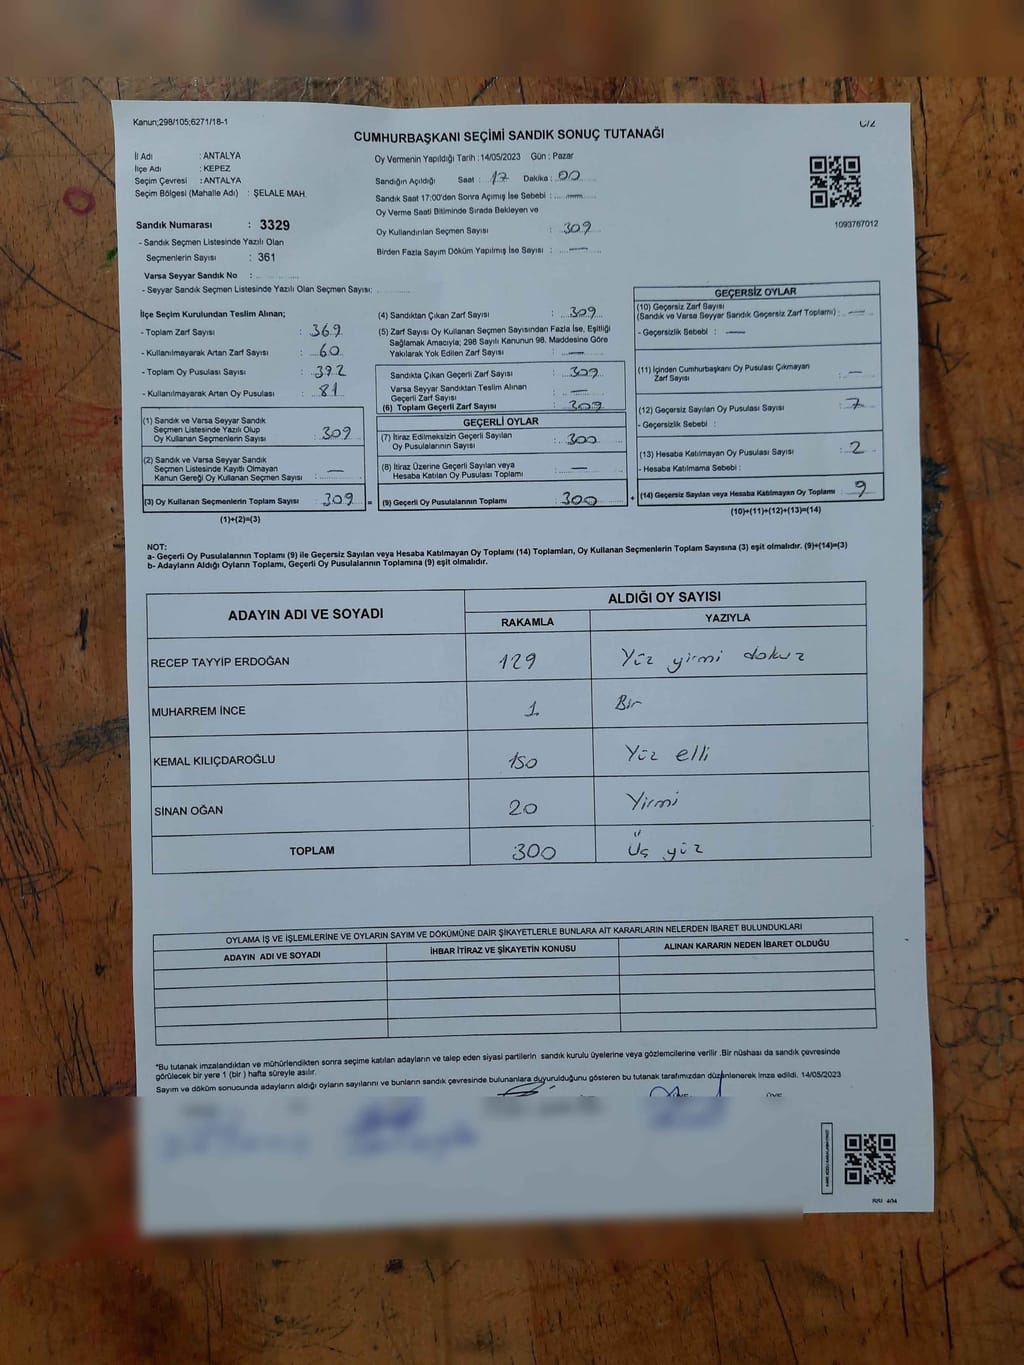 Kanun;298/105;6271/18-1
CUMHURBAŞKANI SEÇİMİ SANDIK SONUÇ TUTANAĞI
İl Adı : ANTALYA
İlçe Adı : KEPEZ
Seçim Çevresi : ANTALYA
Seçim Bölgesi (Mahalle Adı) : ŞELALE MAH.
Sandık Numarası : 3329
- Sandık Seçmen Listesinde Yazılı Olan
Seçmenlerin Sayısı : 361
Varsa Seyyar Sandık No :
- Seyyar Sandık Seçmen Listesinde Yazılı Olan Seçmen Sayısı:
Oy Vermenin Yapıldığı Tarih : 14/05/2023 Gün : Pazar
Sandığın Açıldığı Saat : 17 Dakika : 00
Sandık Saat 17:00'den Sonra Açımış İse Sebebi : —
Oy Verme Saati Bitiminde Sırada Bekleyen ve
Oy Kullandırılan Seçmen Sayısı : 309
Birden Fazla Sayım Döküm Yapılmış İse Sayısı : —
1093767012
İlçe Seçim Kurulundan Teslim Alınan;
- Toplam Zarf Sayısı : 369
- Kullanılmayarak Artan Zarf Sayısı : 60
- Toplam Oy Pusulası Sayısı : 392
- Kullanılmayarak Artan Oy Pusulası : 81
(1) Sandık ve Varsa Seyyar Sandık
Seçmen Listesinde Yazılı Olup
Oy Kullanan Seçmenlerin Sayısı : 309
(2) Sandık ve Varsa Seyyar Sandık
Seçmen Listesinde Kayıtlı Olmayan
Kanun Gereği Oy Kullanan Seçmen Sayısı : —
(3) Oy Kullanan Seçmenlerin Toplam Sayısı : 309 =
(1)+(2)=(3)
(4) Sandıktan Çıkan Zarf Sayısı : 309
(5) Zarf Sayısı Oy Kullanan Seçmen Sayısından Fazla İse, Eşitliği
Sağlamak Amacıyla; 298 Sayılı Kanunun 98. Maddesine Göre
Yakılarak Yok Edilen Zarf Sayısı : —
Sandıkta Çıkan Geçerli Zarf Sayısı : 309
Varsa Seyyar Sandıktan Teslim Alınan
Geçerli Zarf Sayısı : —
(6) Toplam Geçerli Zarf Sayısı : 309
GEÇERLİ OYLAR
(7) İtiraz Edilmeksizin Geçerli Sayılan
Oy Pusulalarının Sayısı : 300
(8) İtiraz Üzerine Geçerli Sayılan veya
Hesaba Katılan Oy Pusulası Toplamı : —
(9) Geçerli Oy Pusulalarının Toplamı : 300 +
GEÇERSİZ OYLAR
(10) Geçersiz Zarf Sayısı
(Sandık ve Varsa Seyyar Sandık Geçersiz Zarf Toplamı) : —
- Geçersizlik Sebebi : —
(11) İçinden Cumhurbaşkanı Oy Pusulası Çıkmayan
Zarf Sayısı : —
(12) Geçersiz Sayılan Oy Pusulası Sayısı : 7
- Geçersizlik Sebebi :
(13) Hesaba Katılmayan Oy Pusulası Sayısı : 2
- Hesaba Katılmama Sebebi :
(14) Geçersiz Sayılan veya Hesaba Katılmayan Oy Toplamı : 9
(10)+(11)+(12)+(13)=(14)
NOT:
a- Geçerli Oy Pusulalarının Toplamı (9) ile Geçersiz Sayılan veya Hesaba Katılmayan Oy Toplamı (14) Toplamları, Oy Kullanan Seçmenlerin Toplam Sayısına (3) eşit olmalıdır. (9)+(14)=(3)
b- Adayların Aldığı Oyların Toplamı, Geçerli Oy Pusulalarının Toplamına (9) eşit olmalıdır.
ADAYIN ADI VE SOYADI ALDIĞI OY SAYISI
RAKAMLA YAZIYLA
RECEP TAYYİP ERDOĞAN 129 Yüz yirmi dokuz
MUHARREM İNCE 1 Bir
KEMAL KILIÇDAROĞLU 150 Yüz elli
SİNAN OĞAN 20 Yirmi
TOPLAM 300 Üç yüz
OYLAMA İŞ VE İŞLEMLERİNE VE OYLARIN SAYIM VE DÖKÜMÜNE DAİR ŞİKAYETLERLE BUNLARA AİT KARARLARIN NELERDEN İBARET BULUNDUKLARI
ADAYIN ADI VE SOYADI İHBAR İTİRAZ VE ŞİKAYETİN KONUSU ALINAN KARARIN NEDEN İBARET OLDUĞU
*Bu tutanak imzalandıktan ve mühürlendikten sonra seçime katılan adayların ve talep eden siyasi partilerin sandık kurulu üyelerine veya gözlemcilerine verilir .Bir nüshası da sandık çevresinde
görülecek bir yere 1 (bir ) hafta süreyle asılır.
Sayım ve döküm sonucunda adayların aldığı oyların sayılarını ve bunların sandık çevresinde bulunanlara duyurulduğunu gösteren bu tutanak tarafımızdan düzenlenerek imza edildi. 14/05/2023